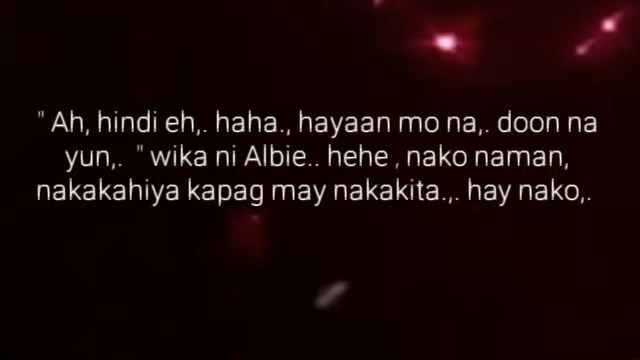 " Ah, hindi eh,. haha., hayaan mo na,. doon na
yun,.  " wika ni Albie.. hehe , nako naman,
nakakahiya kapag may nakakita.,. hay nako,.